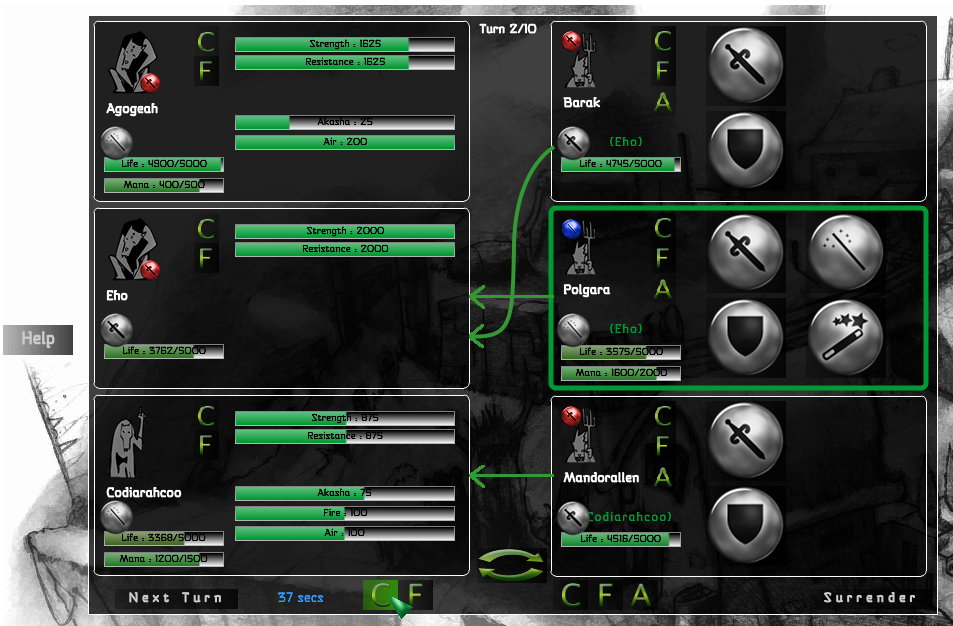 Turn 2/10
C
F
Strength : 1625
Resistance : 1625
Agogeah
Akasha : 25
Air : 200
Life : 4900/5000
Mana : 400/500
C
F
A
Barak
(Eho)
Life : 4745/5000
C
F
Strength : 2000
Resistance : 2000
Eho
Life : 3762/5000
C
F
A
Polgara
(Eho)
Life : 3575/5000
Mana : 1600/2000
Help
C
F
Strength : 875
Resistance : 875
Codiarahcoo
Akasha : 75
Fire : 100
Air : 100
Life : 3368/5000
Mana : 1200/1500
C
F
A
Mandorallen
Codiarahcoo)
Life : 4516/5000
Next Turn
37 secs
C F
C F A
Surrender